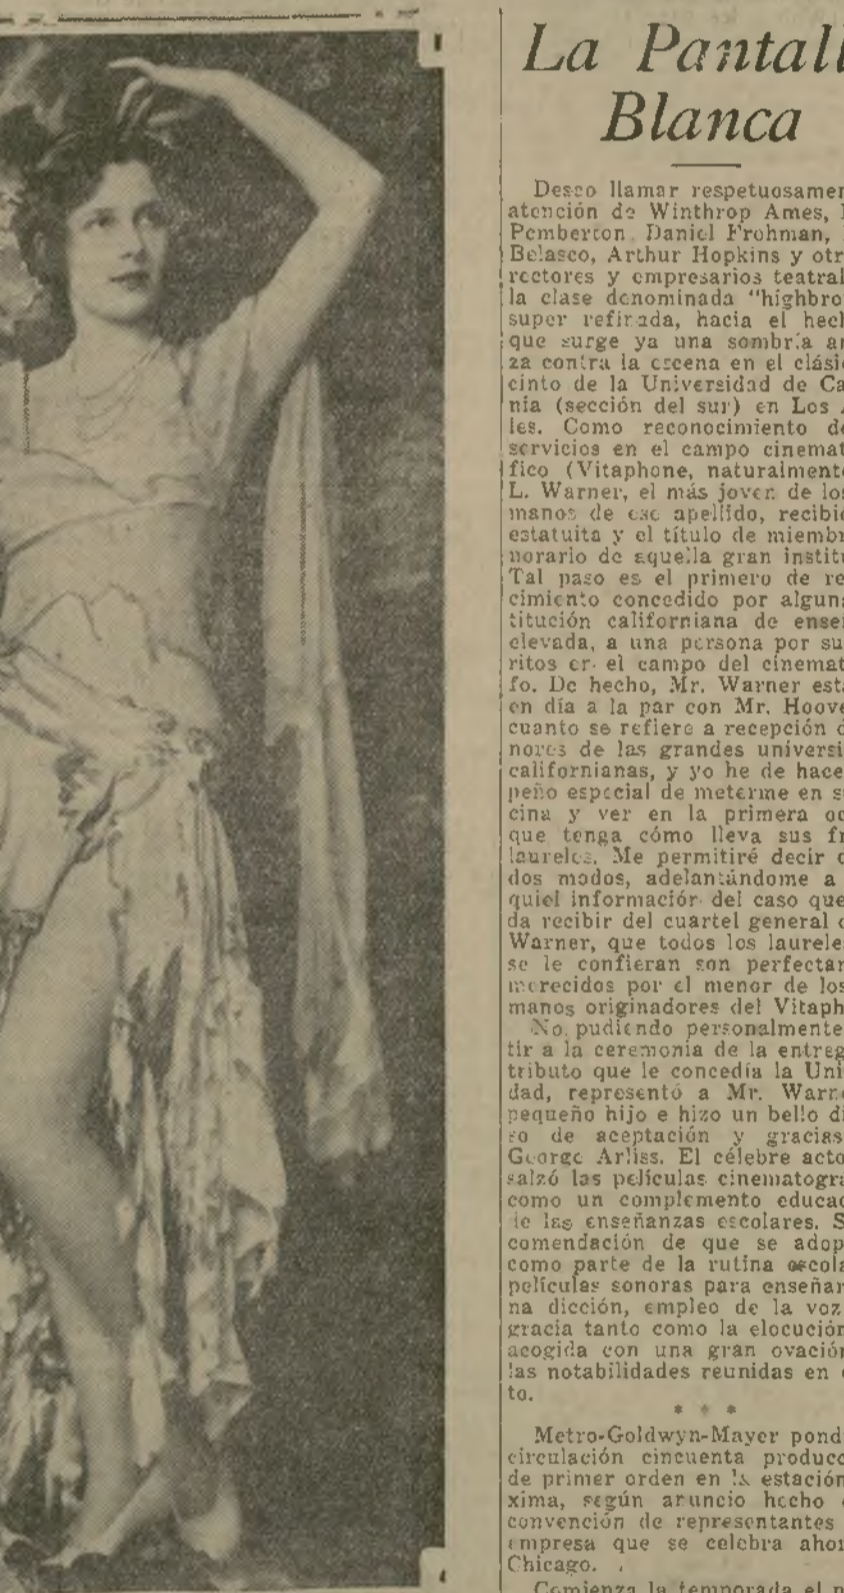 La Pantall
Blanca
Deseo llamar respetuosamen
atención de Winthrop Ames,
Pemberton, Daniel Frohman,
Belasco, Arthur Hopkins y otr
rectores y empresarios teatral
la clase denominada "highbro
super refinada, hacia el hech
que surge ya una sombría am
za contra la escena en el clási
cinto de la Universidad de Ca
nia (sección del sur) en Los
les. Como reconocimiento de
servicios en el campo cinemat
fico (Vitaphone, naturalmente
L. Warner, el más joven de los
manos de ese apellido, recibió
estatuita y el título de miembr
norario de aquella gran institu
Tal paso es el primero de re
cimiento concedido por alguna
titución californiana de enseñ
elevada, a una persona por su
ritos en el campo del cinemat
fo. De hecho, Mr. Warner está
en día a la par con Mr. Hoove
cuanto se refiere a recepción d
nores de las grandes universi
californianas, y yo he de hace
peño especial de meterme en s
cina y ver en la primera oc
que tenga cómo lleva sus fr
laureles. Me permitiré decir d
dos modos, adelantándome a
quiel información del caso que
da recibir del cuartel general d
Warner, que todos los laureles
se le confieran son perfectam
merecidos por el menor de los
manos originadores del Vitaph
No pudiendo personalmente
tir a la ceremonia de la entreg
tributo que le concedía la Uni
dad, representó a Mr. Warne
pequeño hijo e hizo un bello di
so de aceptación y gracias
George Arliss. El célebre acto
salzó las películas cinematogra
como un complemento educac
de las enseñanzas escolares. S
comendación de que se adop
como parte de la rutina escola
películas sonoras para enseñar
na dicción, empleo de la voz
gracia tanto como la elocución
acogida con una gran ovación
las notabilidades reunidas en e
to.
* * *
Metro-Goldwyn-Mayer pond
circulación cincuenta producc
de primer orden en la estación
xima, según anuncio hecho e
convención de representantes
empresa que se celebra ahor
Chicago.
Comienza la temporada el